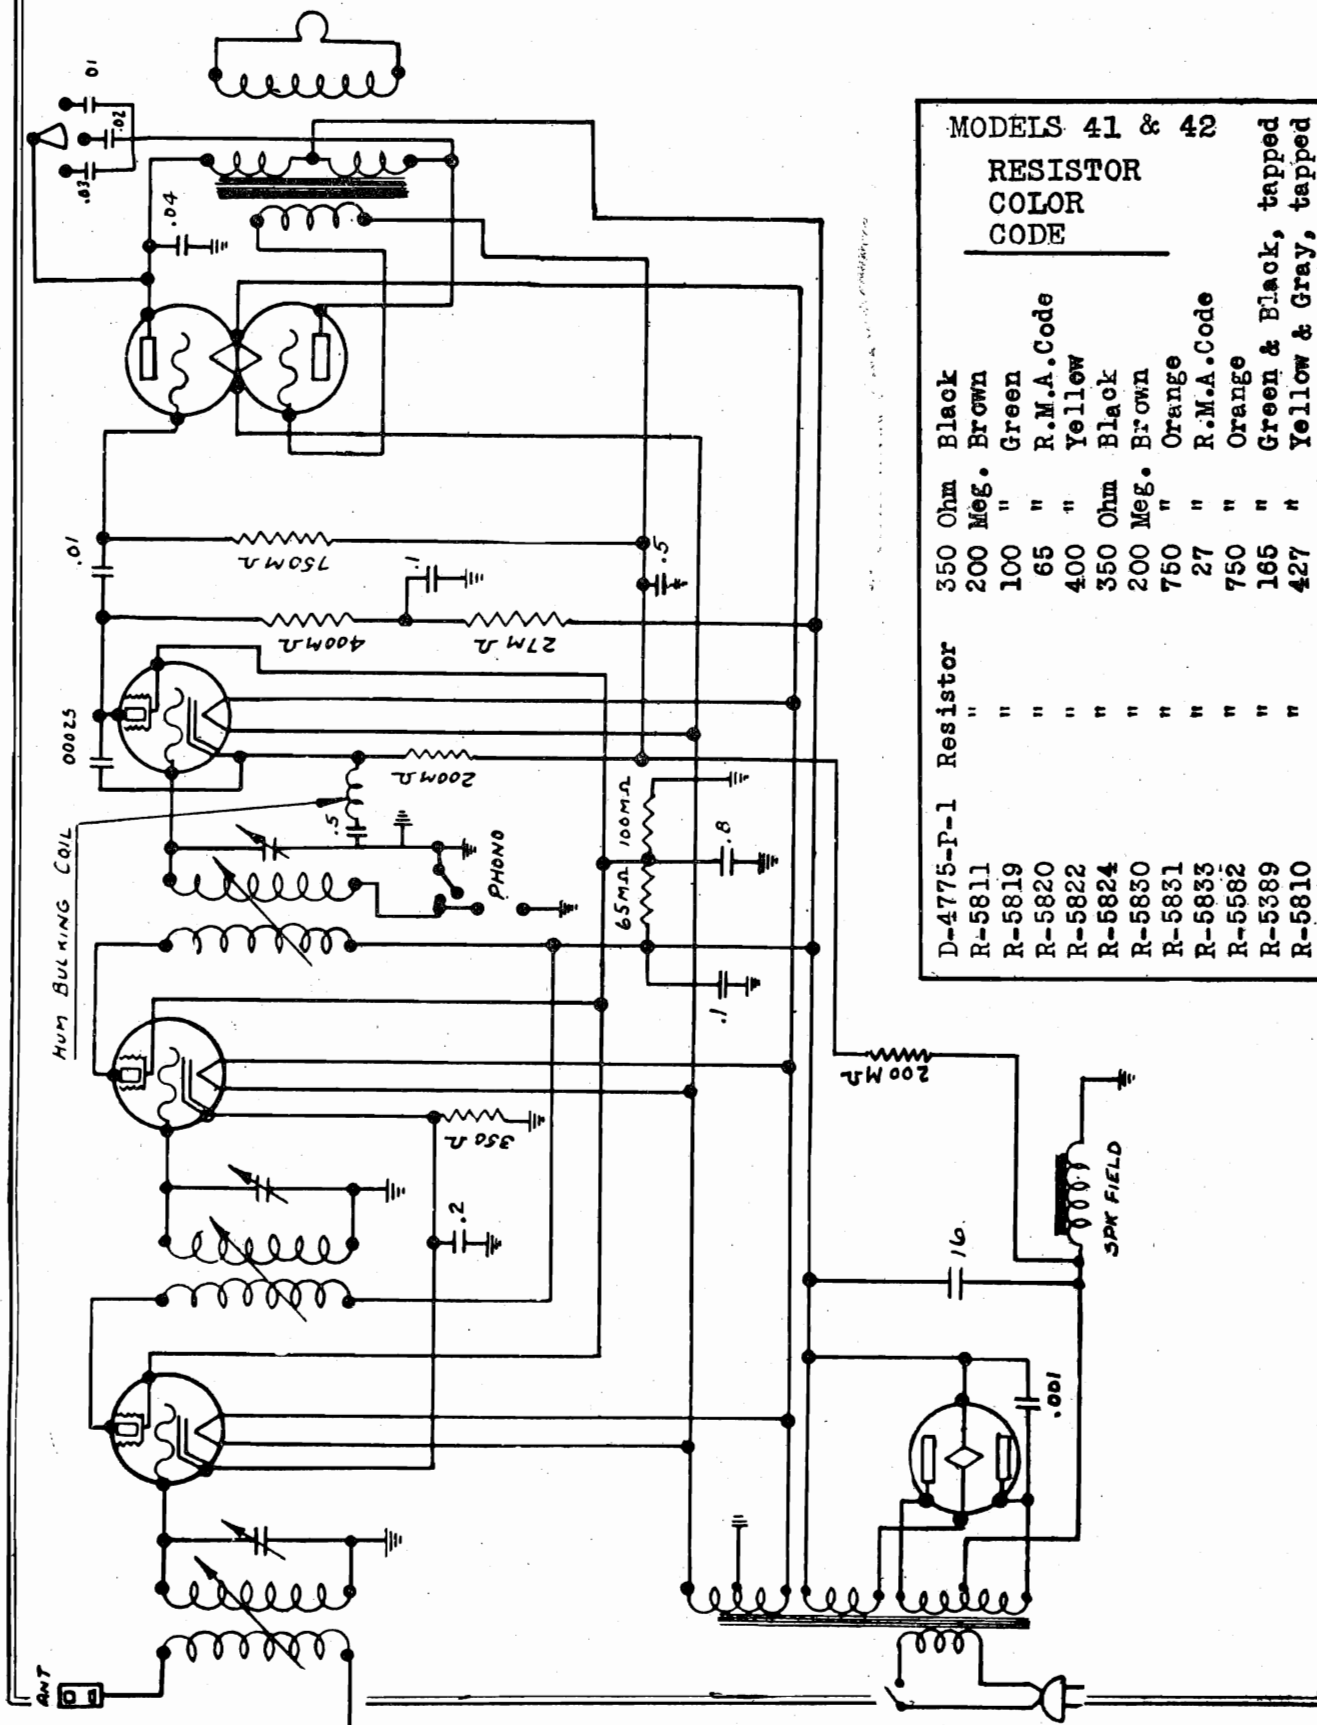 MODELS 41 & 42
RESISTOR
COLOR
CODE
D-4775-P-1 Resistor 350 Ohm Black
R-5811 " 200 Meg. Brown
R-5819 " 100 " Green
R-5820 " 65 " R.M.A.Code
R-5822 " 400 " Yellow
R-5824 " 350 Ohm Black
R-5830 " 200 Meg. Brown
R-5831 " 750 " Orange
R-5833 " 27 " R.M.A.Code
R-5582 " 750 " Orange
R-5389 " 165 " Green & Black, tapped
R-5810 " 427 " Yellow & Gray, tapped
ANT
HUM BUCKING COIL
.00025
.01
01
.02
.03
.04
750MΩ
400MΩ
27MΩ
.1
.5
200MΩ
.5
PHONO
65MΩ
100MΩ
.8
.1
350Ω
.2
200MΩ
16.
SPK FIELD
.001